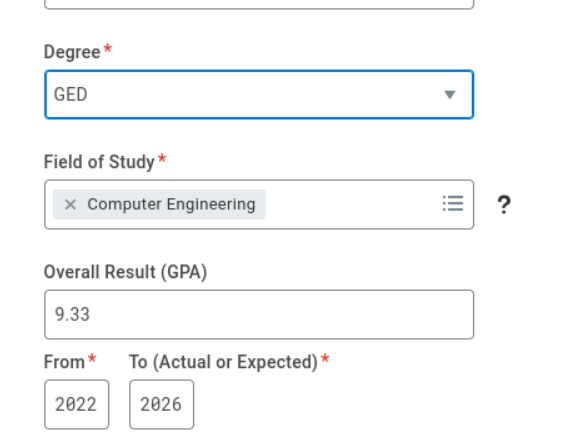 Degree*
GED
Field of Study*
× Computer Engineering
?
Overall Result (GPA)
9.33
From* To (Actual or Expected)*
2022 2026